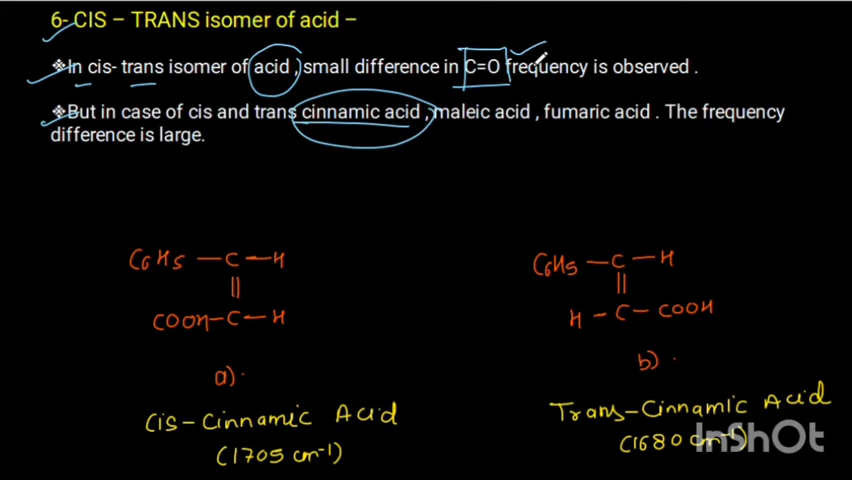 6- CIS – TRANS isomer of acid –
❖In cis- trans isomer of acid , small difference in C=O frequency is observed .
❖But in case of cis and trans cinnamic acid , maleic acid , fumaric acid . The frequency
difference is large.
C6H5 — C — H
||
COOH — C — H
a) .
Cis – Cinnamic Acid
(1705 cm⁻¹)
C6H5 — C — H
||
H — C — COOH
b) .
Trans – Cinnamic Acid
(1680 cm⁻¹)
InShOt